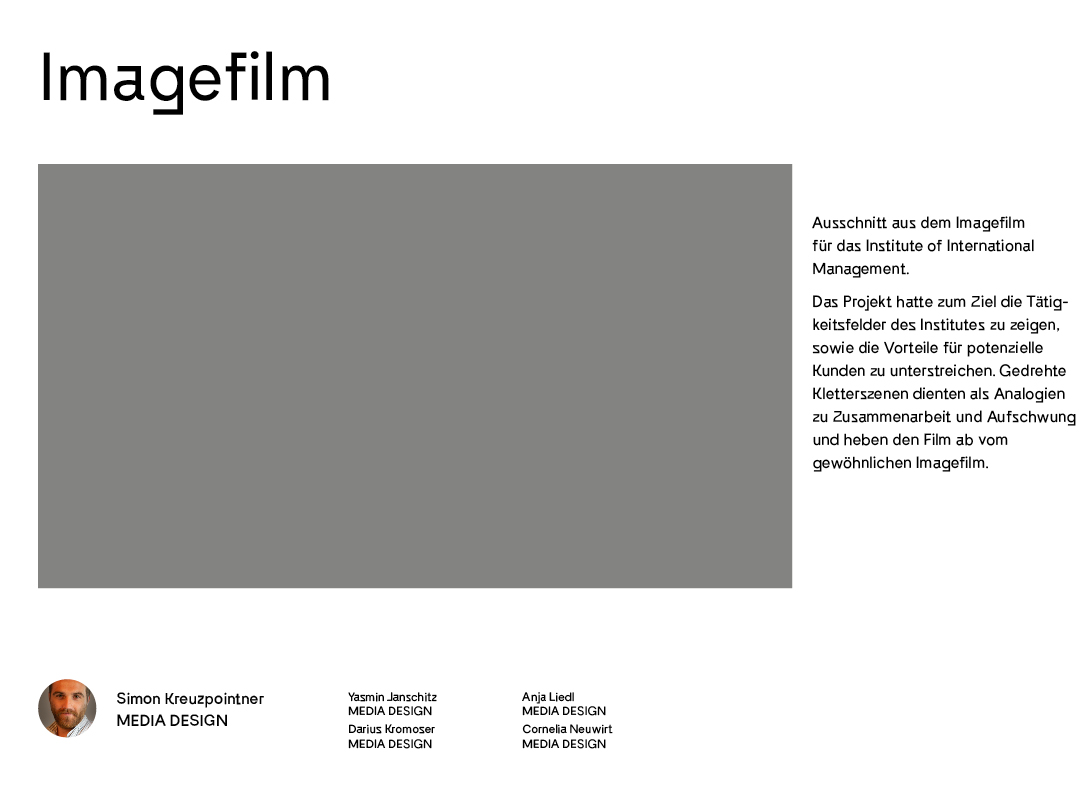 Imagefilm
Ausschnitt aus dem Imagefilm
für das Institute of International
Management.
Das Projekt hatte zum Ziel die Tätig-
keitsfelder des Institutes zu zeigen,
sowie die Vorteile für potenzielle
Kunden zu unterstreichen. Gedrehte
Kletterszenen dienten als Analogien
zu Zusammenarbeit und Aufschwung
und heben den Film ab vom
gewöhnlichen Imagefilm.
Simon Kreuzpointner
MEDIA DESIGN
Yasmin Janschitz
MEDIA DESIGN
Darius Kromoser
MEDIA DESIGN
Anja Liedl
MEDIA DESIGN
Cornelia Neuwirt
MEDIA DESIGN